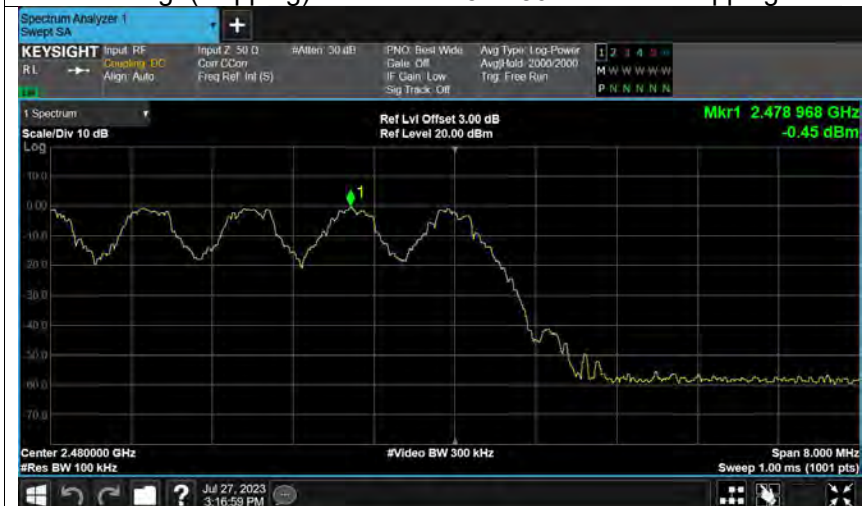 Spectrum Analyzer 1
Swept SA
+
KEYSIGHT
RL
Input: RF
Coupling: DC
Align: Auto
Input Z: 50 Ω
Corr CCorr
Freq Ref: Int (S)
#Atten: 30 dB
PNO: Best Wide
Gate: Off
IF Gain: Low
Sig Track: Off
Avg Type: Log-Power
Avg|Hold: 2000/2000
Trig: Free Run
1 2 3 4 5 6
M W W W W W
P N N N N N
1 Spectrum
Scale/Div 10 dB
Log
Ref Lvl Offset 3.00 dB
Ref Level 20.00 dBm
Mkr1 2.478 968 GHz
-0.45 dBm
10.0
0.00
-10.0
-20.0
-30.0
-40.0
-50.0
-60.0
-70.0
1
Center 2.480000 GHz
#Res BW 100 kHz
#Video BW 300 kHz
Span 8.000 MHz
Sweep 1.00 ms (1001 pts)
?
Jul 27, 2023
3:16:59 PM